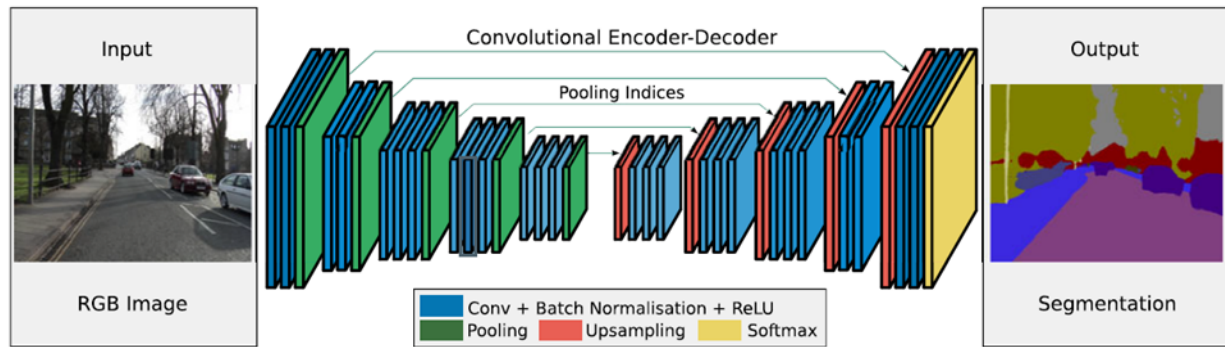 Input
RGB Image
Convolutional Encoder-Decoder
Pooling Indices
Conv + Batch Normalisation + ReLU
Pooling Upsampling Softmax
Output
Segmentation